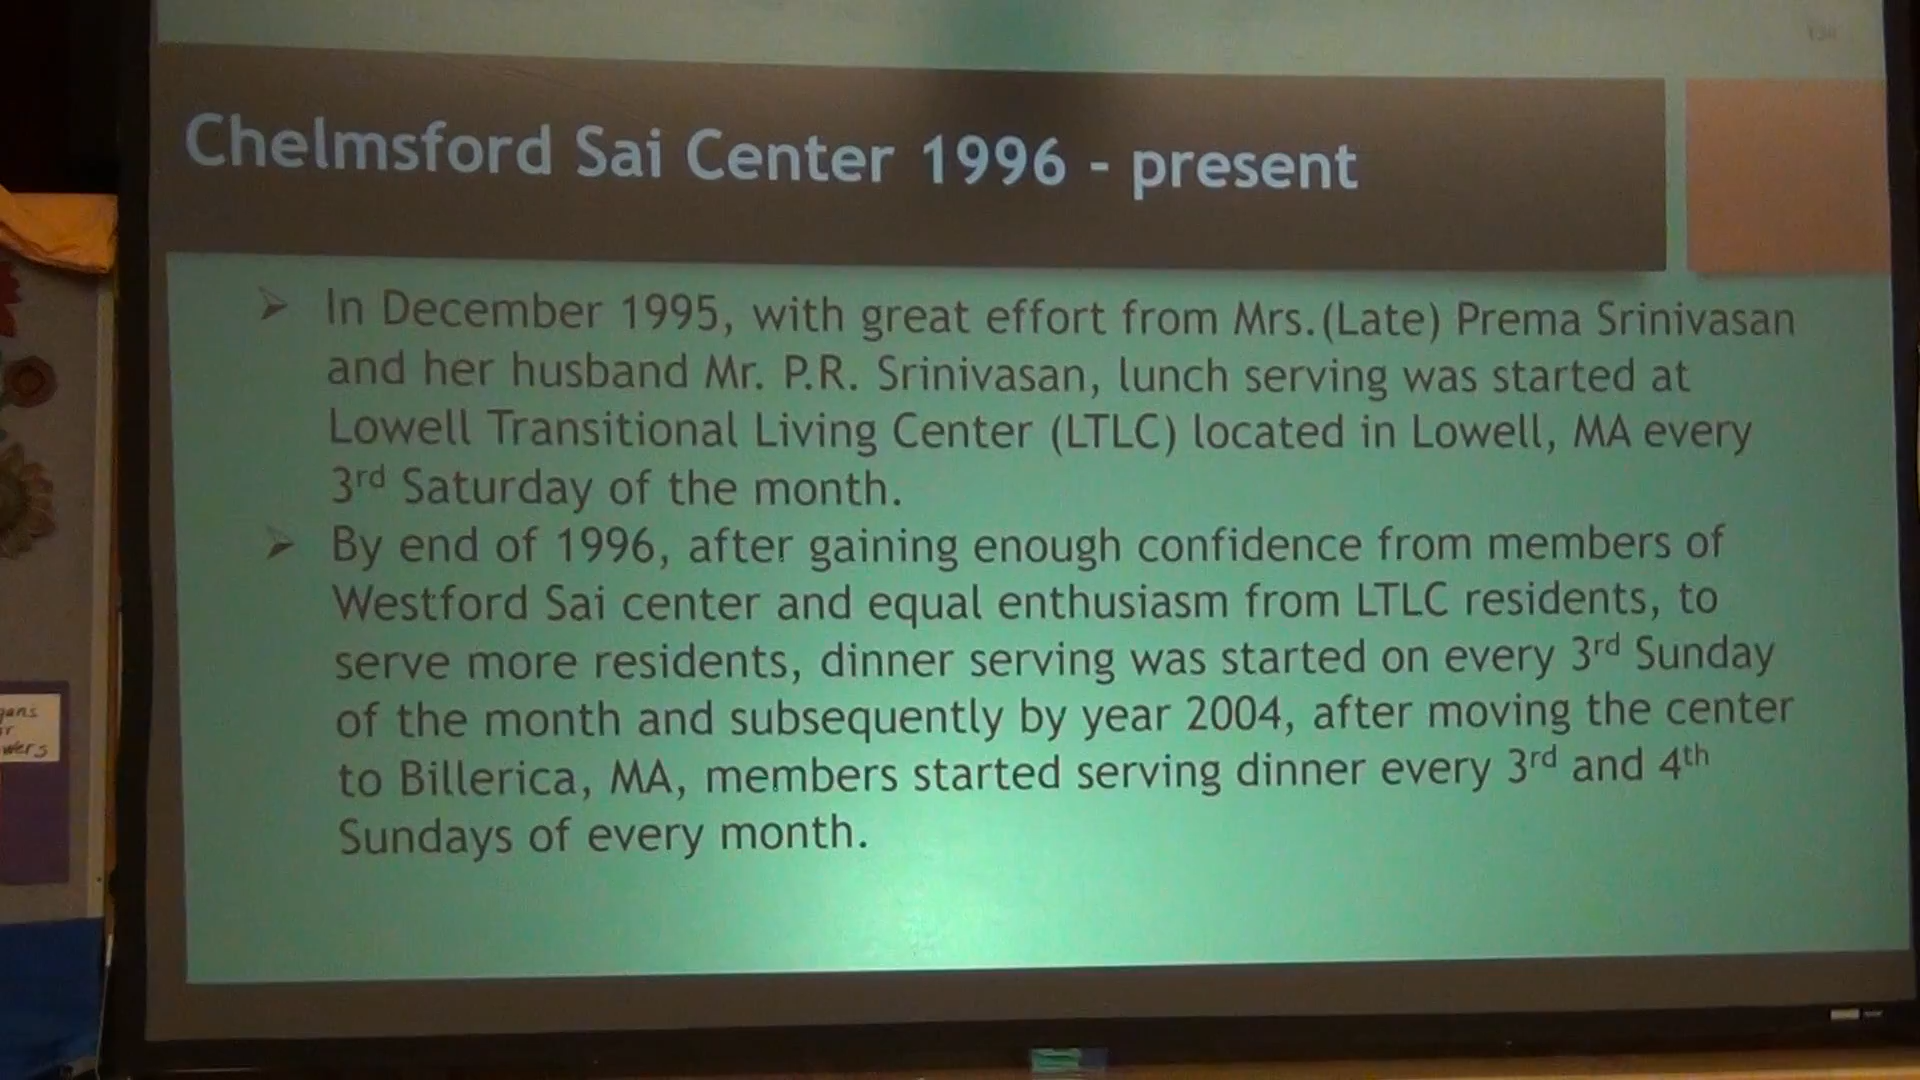 Chelmsford Sai Center 1996 - present
➢ In December 1995, with great effort from Mrs.(Late) Prema Srinivasan
and her husband Mr. P.R. Srinivasan, lunch serving was started at
Lowell Transitional Living Center (LTLC) located in Lowell, MA every
3rd Saturday of the month.
➢ By end of 1996, after gaining enough confidence from members of
Westford Sai center and equal enthusiasm from LTLC residents, to
serve more residents, dinner serving was started on every 3rd Sunday
of the month and subsequently by year 2004, after moving the center
to Billerica, MA, members started serving dinner every 3rd and 4th
Sundays of every month.